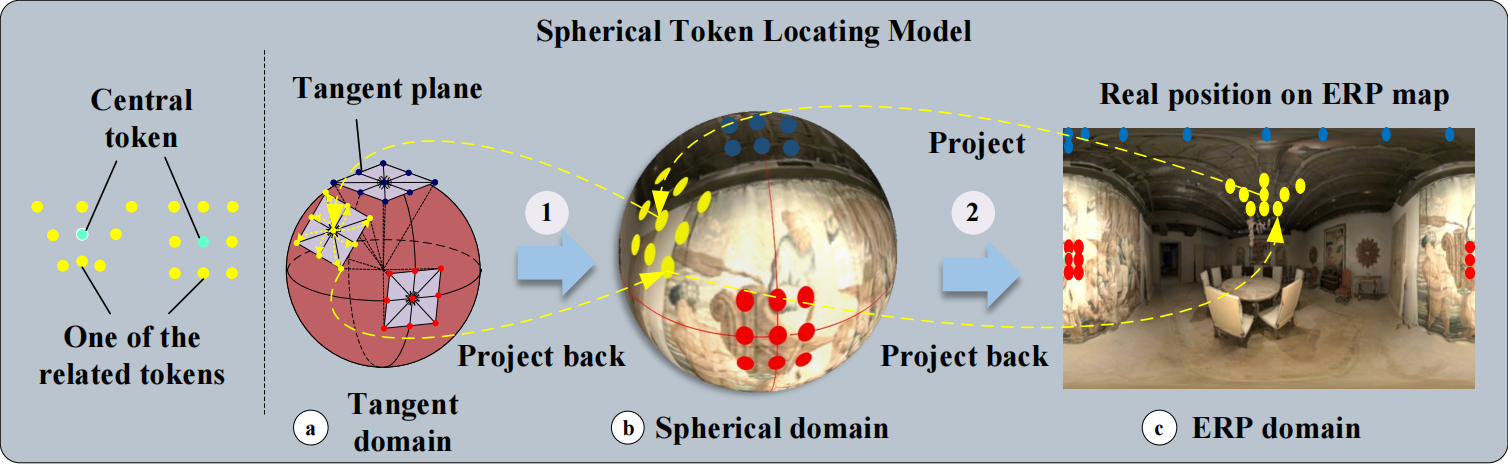 Spherical Token Locating Model
Central
token
One of the
related tokens
Tangent plane
a
Tangent
domain
1
Project back
b
Spherical domain
Project
2
Project back
Real position on ERP map
c
ERP domain